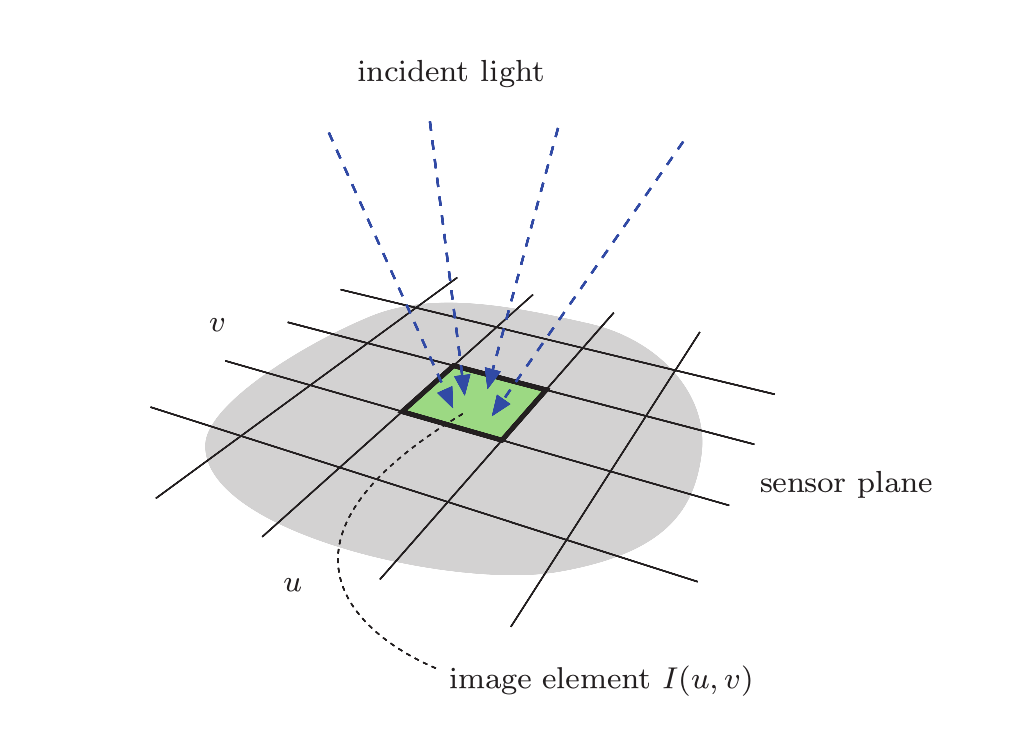 incident light
v
sensor plane
u
image element I(u, v)